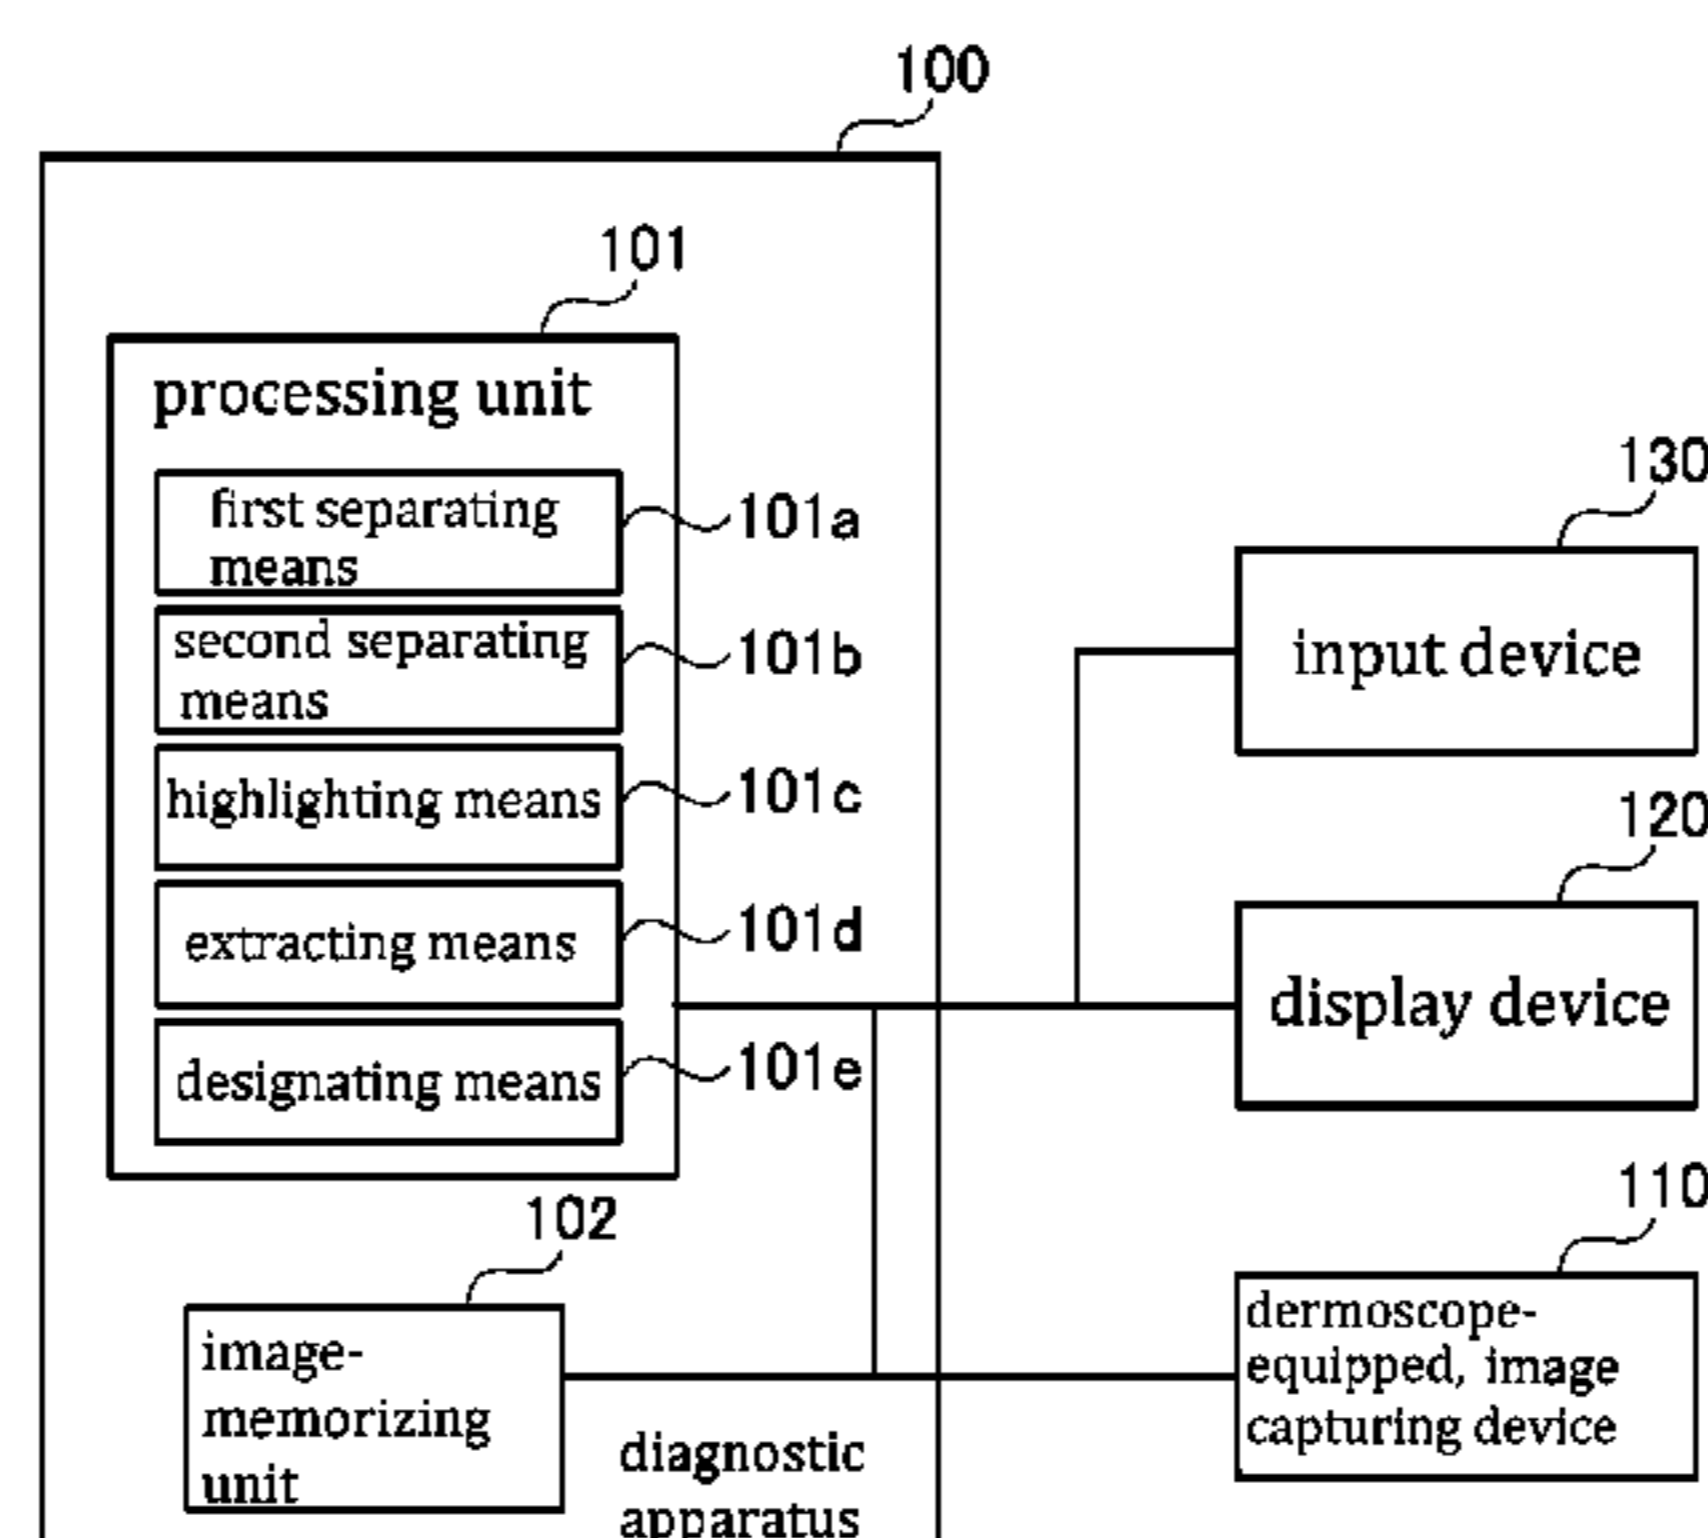 100
101
processing unit
first separating
means
101a
second separating
means
101b
highlighting means
101c
extracting means
101d
designating means
101e
130
input device
120
display device
102
image-
memorizing
unit
110
dermoscope-
equipped, image
capturing device
diagnostic
apparatus